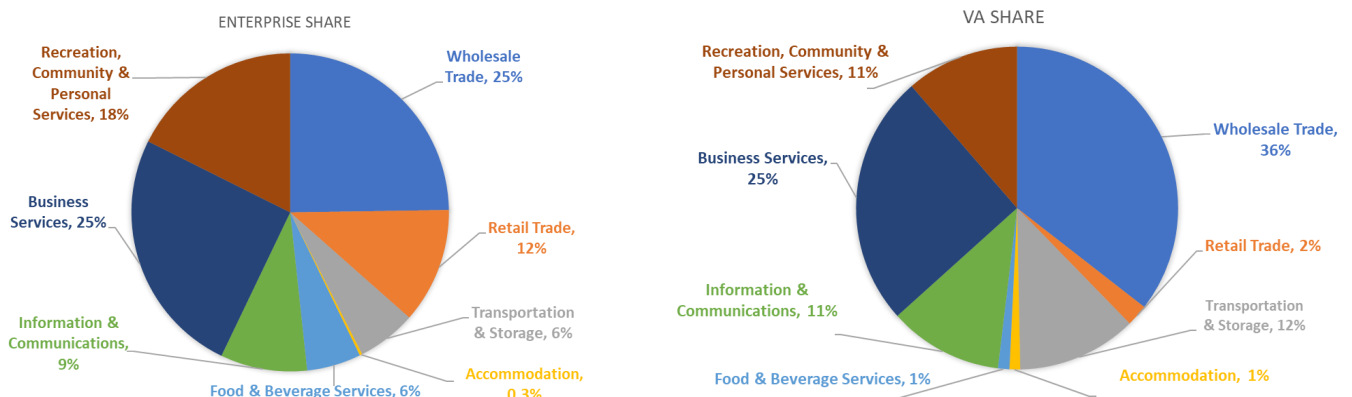 ENTERPRISE SHARE
Recreation,
Community &
Personal
Services, 18%
Wholesale
Trade, 25%
Business
Services, 25%
Retail Trade,
12%
Transportation
& Storage, 6%
Information &
Communications,
9%
Food & Beverage Services, 6%
Accommodation,
0.3%
VA SHARE
Recreation, Community &
Personal Services, 11%
Wholesale Trade,
36%
Business Services,
25%
Retail Trade, 2%
Information &
Communications, 11%
Transportation
& Storage, 12%
Food & Beverage Services, 1%
Accommodation, 1%